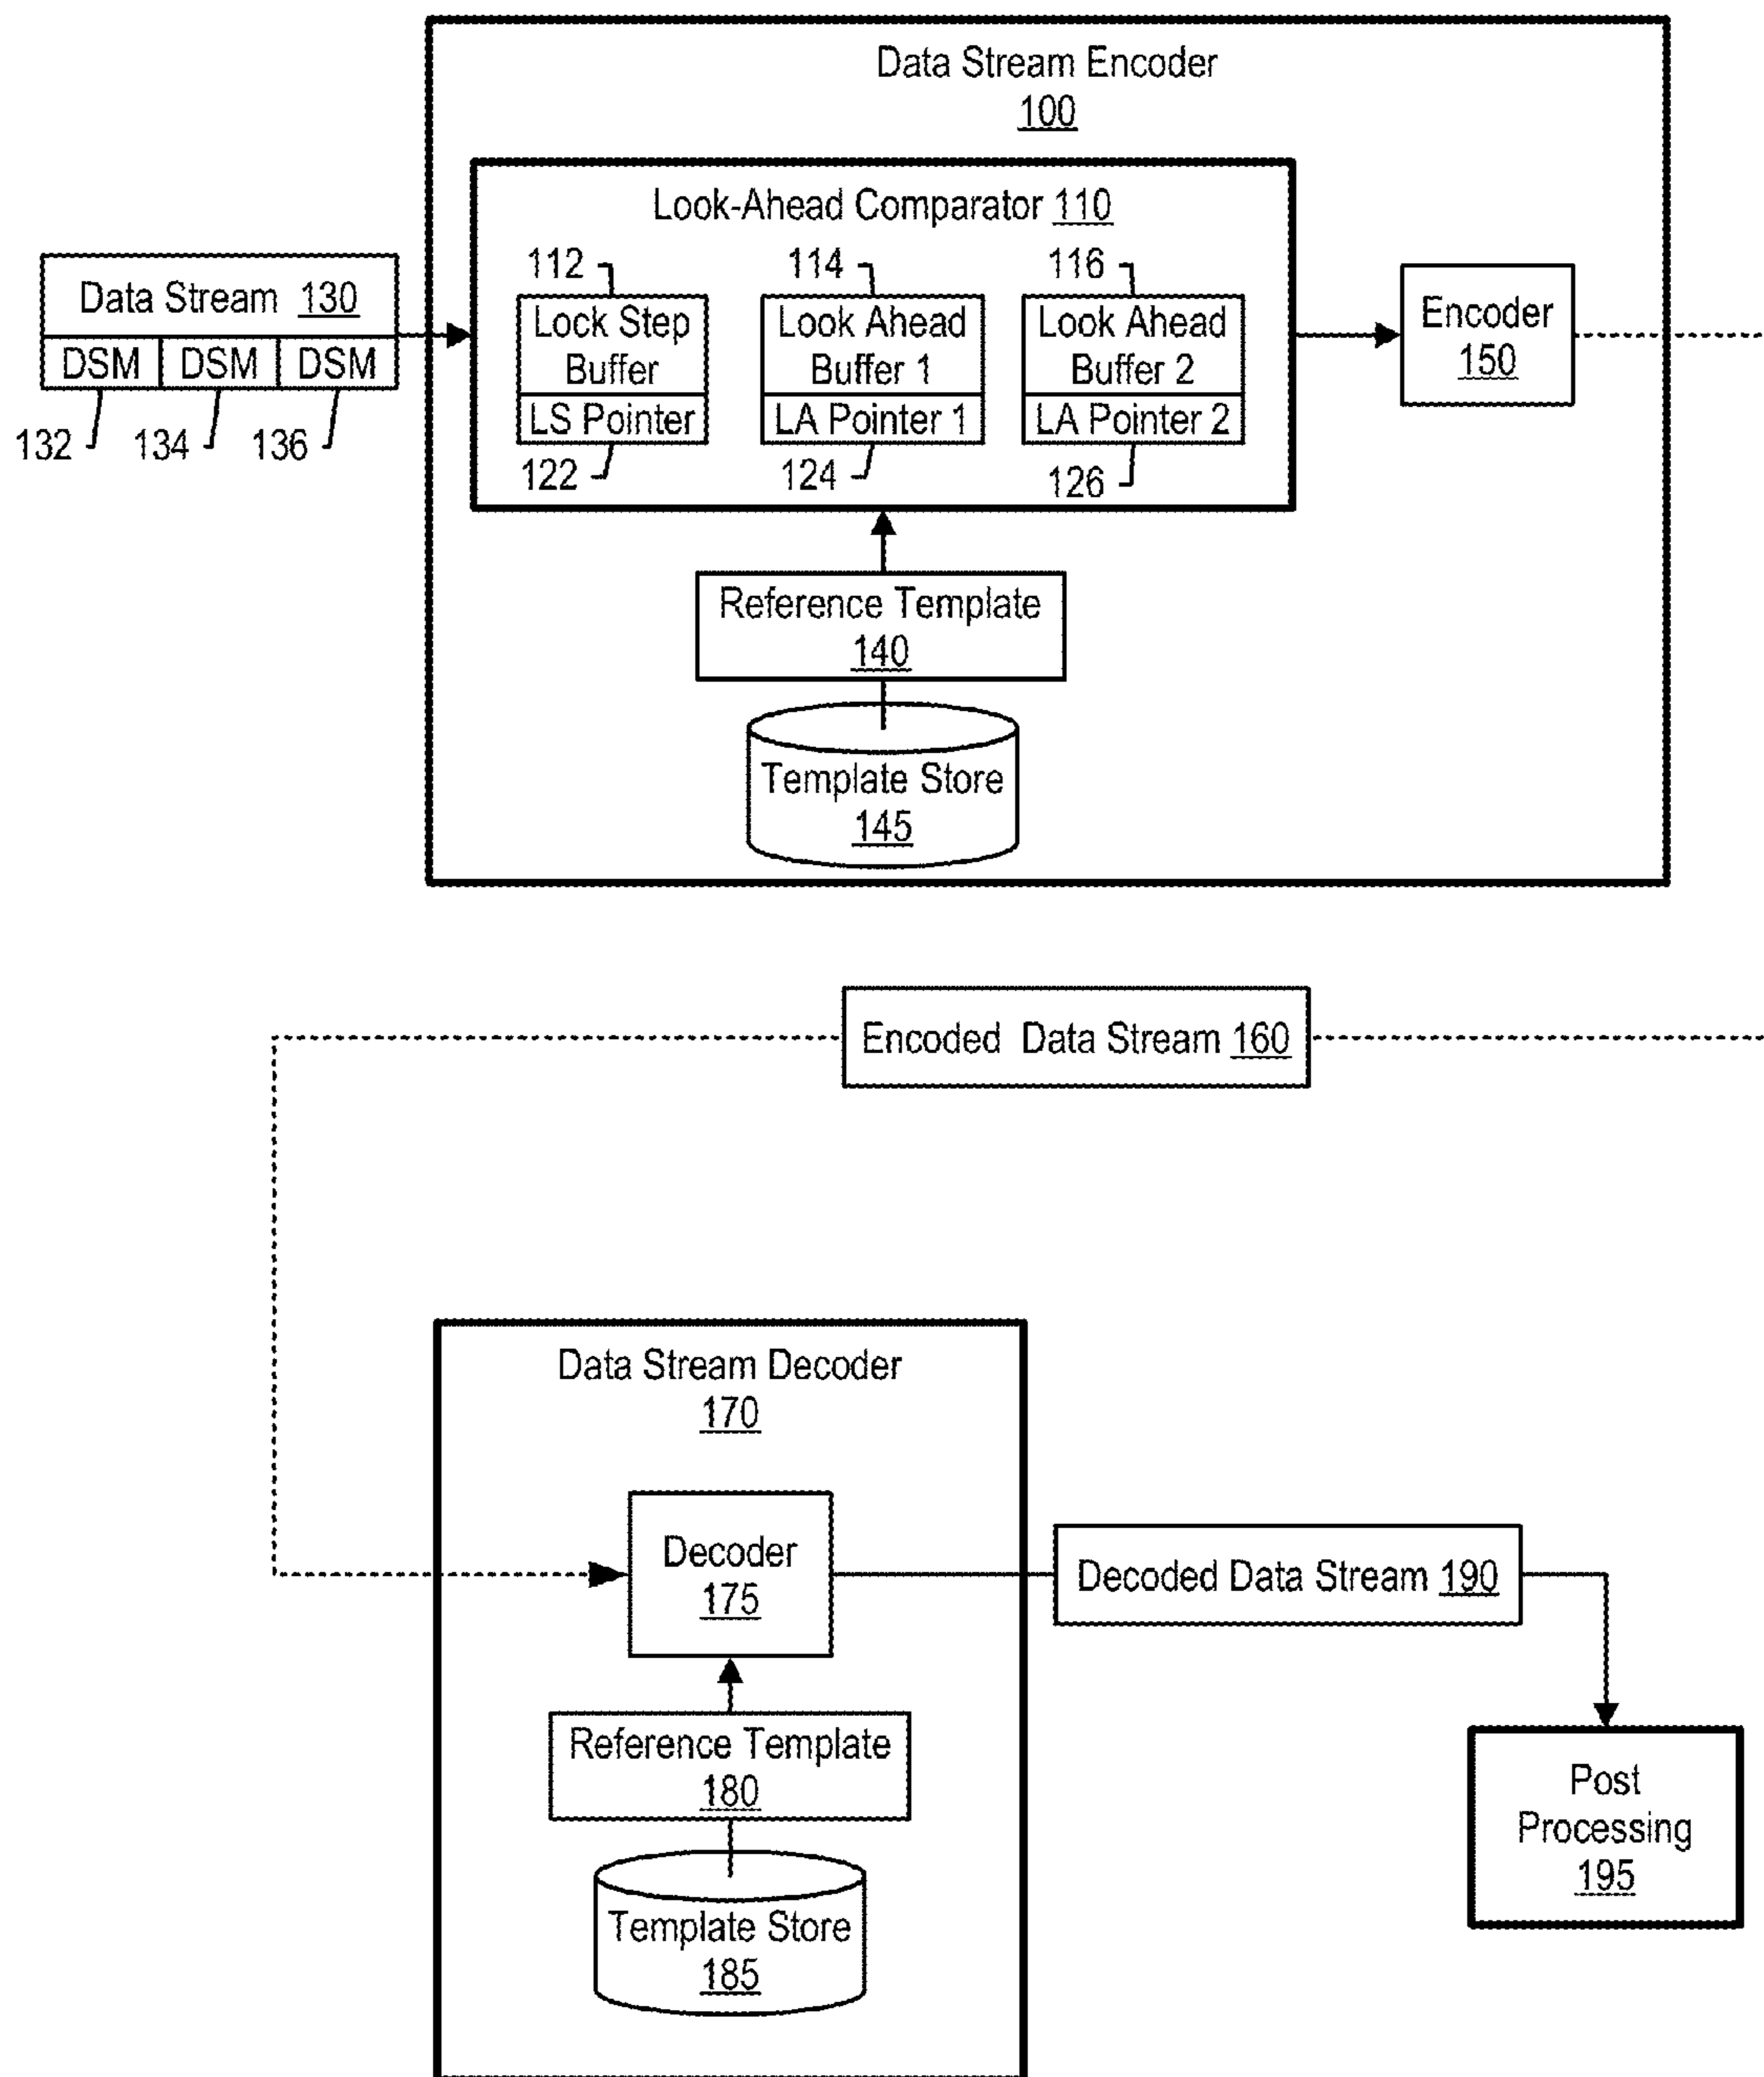 Data Stream Encoder
100
Look-Ahead Comparator 110
112
114
116
Data Stream 130
DSM DSM DSM
132
134
136
Lock Step
Buffer
LS Pointer
122
Look Ahead
Buffer 1
LA Pointer 1
124
Look Ahead
Buffer 2
LA Pointer 2
126
Encoder
150
Reference Template
140
Template Store
145
Encoded Data Stream 160
Data Stream Decoder
170
Decoder
175
Decoded Data Stream 190
Reference Template
180
Template Store
185
Post
Processing
195